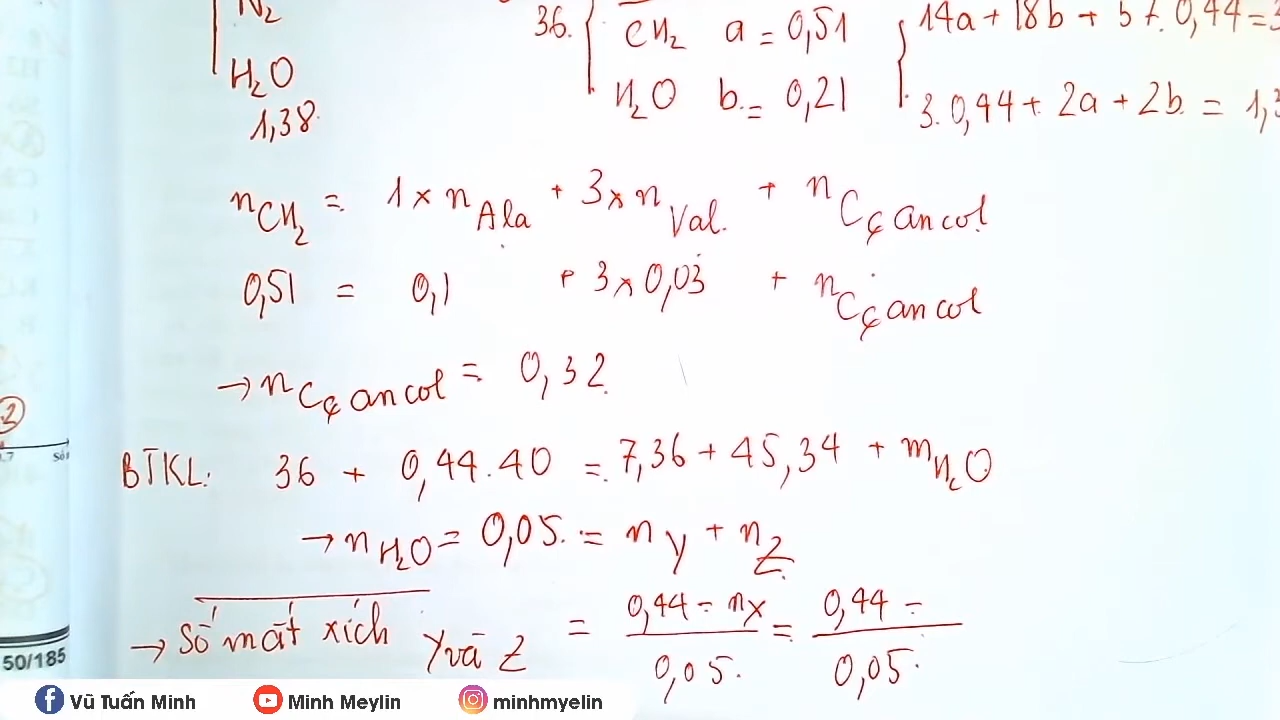 N₂
H₂O
1,38
36.
CH₂ a = 0,51
H₂O b = 0,21
14a + 18b + 57.0,44 = 3
3.0,44 + 2a + 2b = 1,3
nCH₂ = 1 × nAla + 3 × nVal + nC ancol
0,51 = 0,1 + 3 × 0,03 + nC ancol
→ nC ancol = 0,32
BTKL: 36 + 0,44.40 = 7,36 + 45,34 + mH₂O
→ nH₂O = 0,05 = nY + nZ
→ Số mắt xích Y và Z = 0,44 - nX / 0,05 = 0,44 - / 0,05
50/185
Vũ Tuấn Minh Minh Meylin minhmyelin